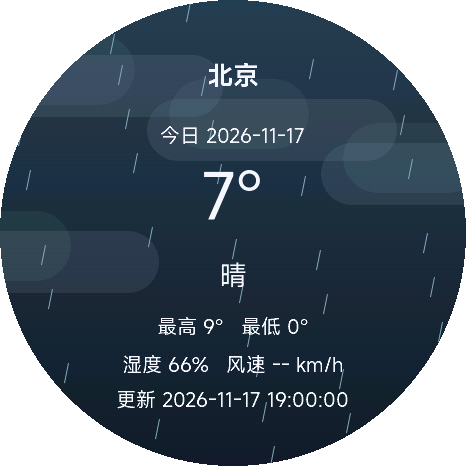 北京
今日 2026-11-17
7°
晴
最高 9° 最低 0°
湿度 66% 风速 -- km/h
更新 2026-11-17 19:00:00